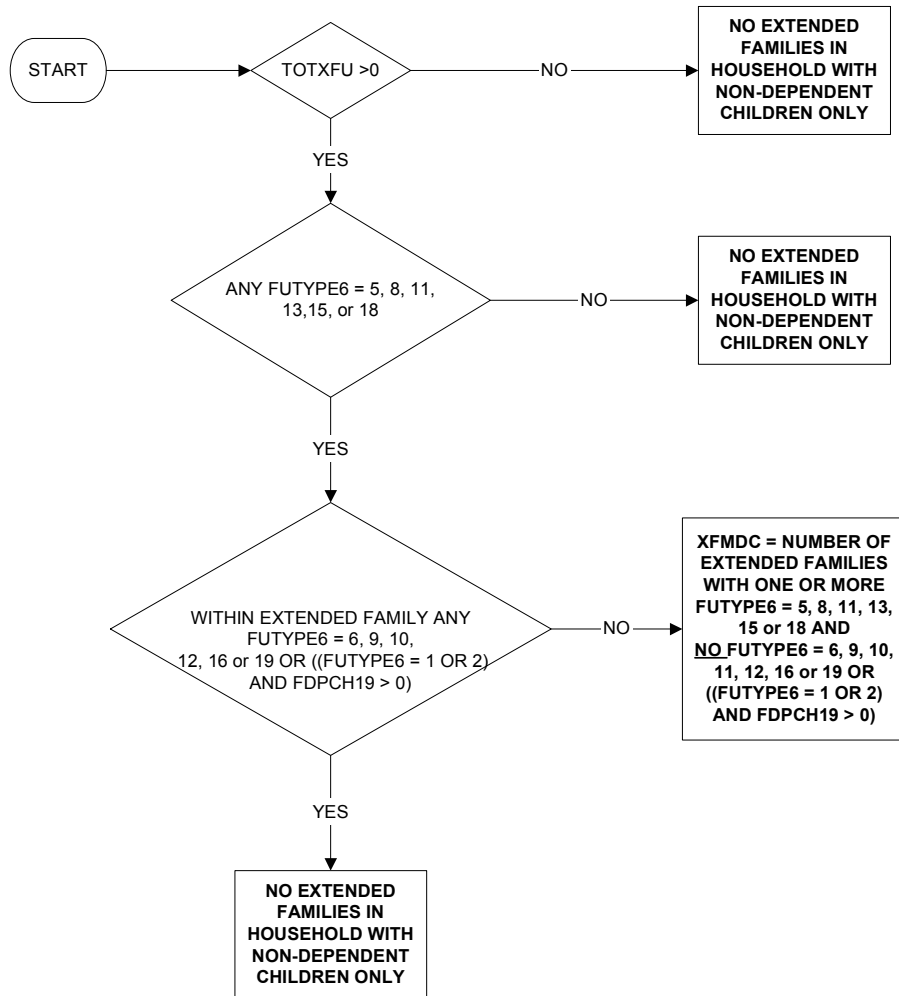 START
TOTXFU >0
NO
NO EXTENDED
FAMILIES IN
HOUSEHOLD WITH
NON-DEPENDENT
CHILDREN ONLY
YES
ANY FUTYPE6 = 5, 8, 11,
13,15, or 18
NO
NO EXTENDED
FAMILIES IN
HOUSEHOLD WITH
NON-DEPENDENT
CHILDREN ONLY
YES
WITHIN EXTENDED FAMILY ANY
FUTYPE6 = 6, 9, 10,
12, 16 or 19 OR ((FUTYPE6 = 1 OR 2)
AND FDPCH19 > 0)
NO
XFMDC = NUMBER OF
EXTENDED FAMILIES
WITH ONE OR MORE
FUTYPE6 = 5, 8, 11, 13,
15 or 18 AND
NO FUTYPE6 = 6, 9, 10,
11, 12, 16 or 19 OR
((FUTYPE6 = 1 OR 2)
AND FDPCH19 > 0)
YES
NO EXTENDED
FAMILIES IN
HOUSEHOLD WITH
NON-DEPENDENT
CHILDREN ONLY